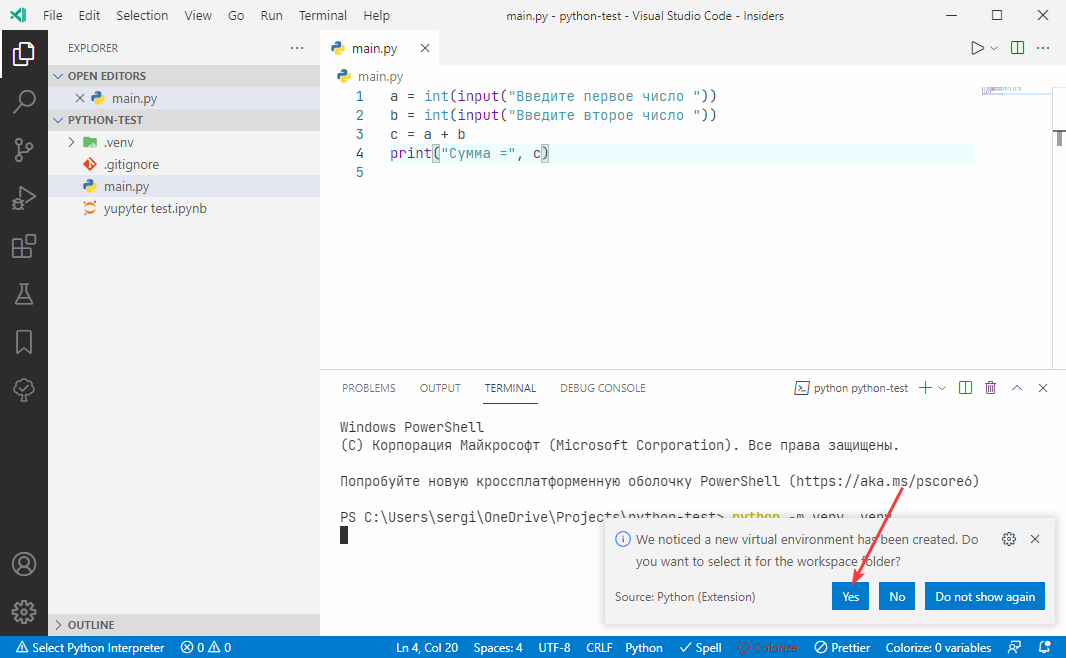 File Edit Selection View Go Run Terminal Help
main.py - python-test - Visual Studio Code - Insiders
EXPLORER
OPEN EDITORS
main.py
PYTHON-TEST
.venv
.gitignore
main.py
yupyter test.ipynb
OUTLINE
main.py
main.py
1 a = int(input("Введите первое число "))
2 b = int(input("Введите второе число "))
3 c = a + b
4 print("Сумма =", c)
5
PROBLEMS OUTPUT TERMINAL DEBUG CONSOLE
python python-test
Windows PowerShell
(C) Корпорация Майкрософт (Microsoft Corporation). Все права защищены.
Попробуйте новую кроссплатформенную оболочку PowerShell (https://aka.ms/pscore6)
PS C:\Users\sergi\OneDrive\Projects\python-test> python -m venv .venv
We noticed a new virtual environment has been created. Do
you want to select it for the workspace folder?
Source: Python (Extension)
Yes No Do not show again
Select Python Interpreter 0 0 Ln 4, Col 20 Spaces: 4 UTF-8 CRLF Python Spell Colorize Prettier Colorize: 0 variables